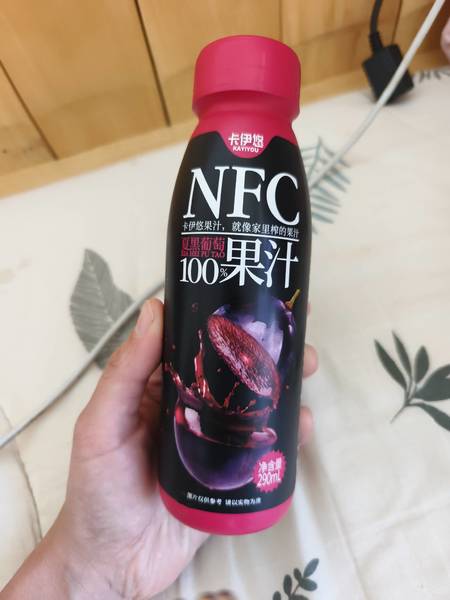 卡伊悠
KAYIYOU
NFC
卡伊悠果汁，就像家里榨的果汁
夏黑葡萄
XIA HEI PU TAO
100%果汁
净含量
290mL
图片仅供参考 请以实物为准